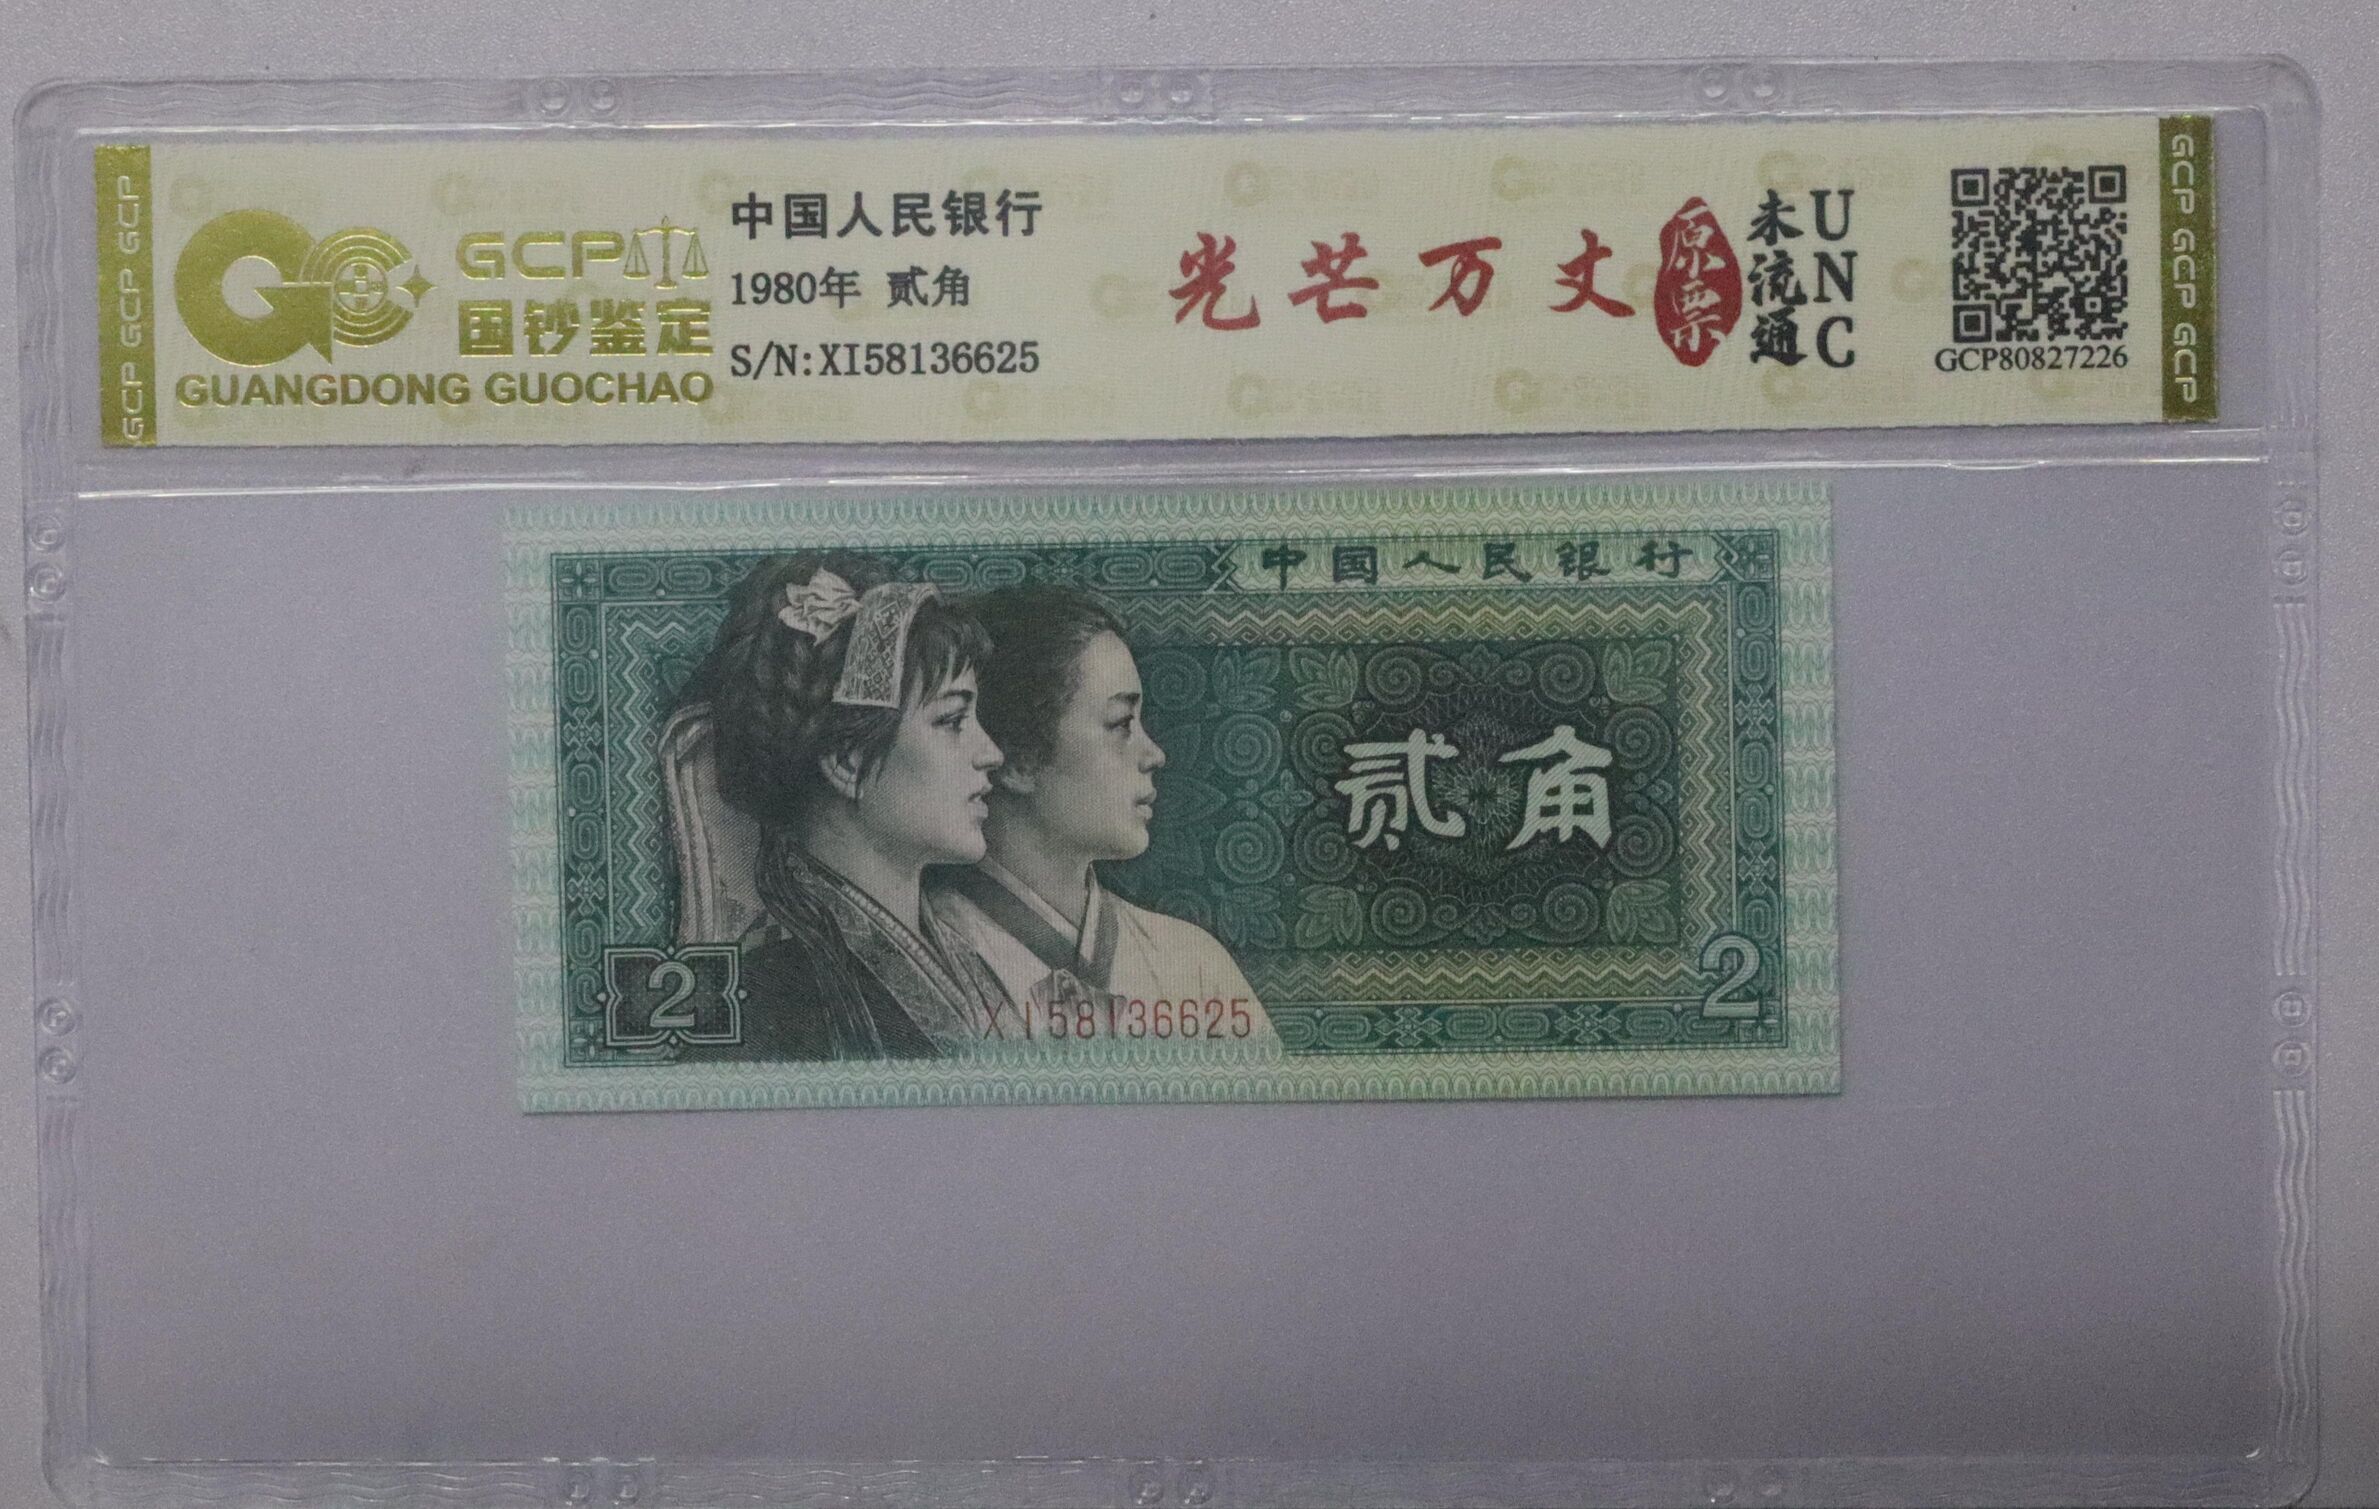 GCP GCP GCP
GCP
国钞鉴定
GUANGDONG GUOCHAO
中国人民银行
1980年 贰角
S/N:XI58136625
光芒万丈
原票
未流通
UNC
GCP80827226
GCP GCP GCP
中国人民银行
贰角
2
XI58136625
2